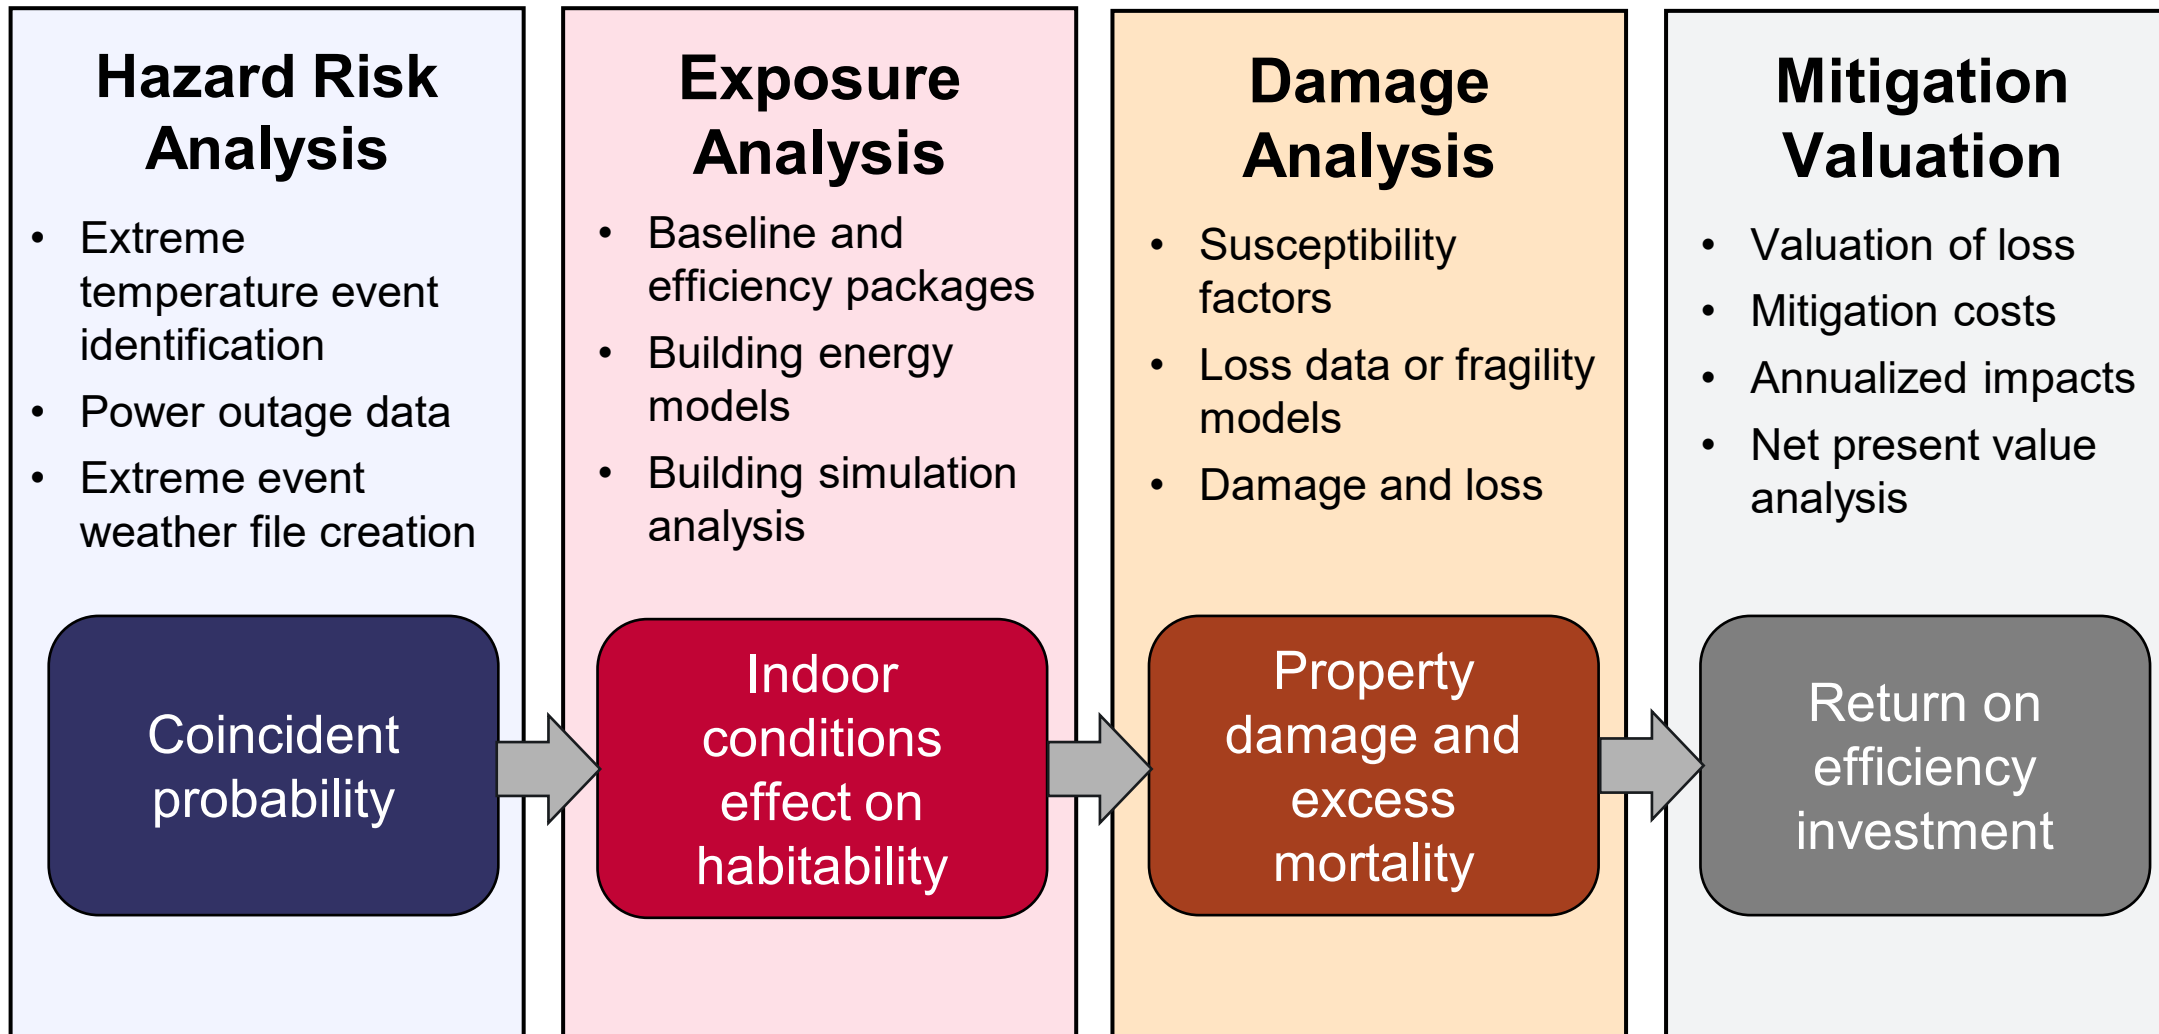 Hazard Risk
Analysis
• Extreme
temperature event
identification
• Power outage data
• Extreme event
weather file creation
Coincident
probability
Exposure
Analysis
• Baseline and
efficiency packages
• Building energy
models
• Building simulation
analysis
Indoor
conditions
effect on
habitability
Damage
Analysis
• Susceptibility
factors
• Loss data or fragility
models
• Damage and loss
Property
damage and
excess
mortality
Mitigation
Valuation
• Valuation of loss
• Mitigation costs
• Annualized impacts
• Net present value
analysis
Return on
efficiency
investment